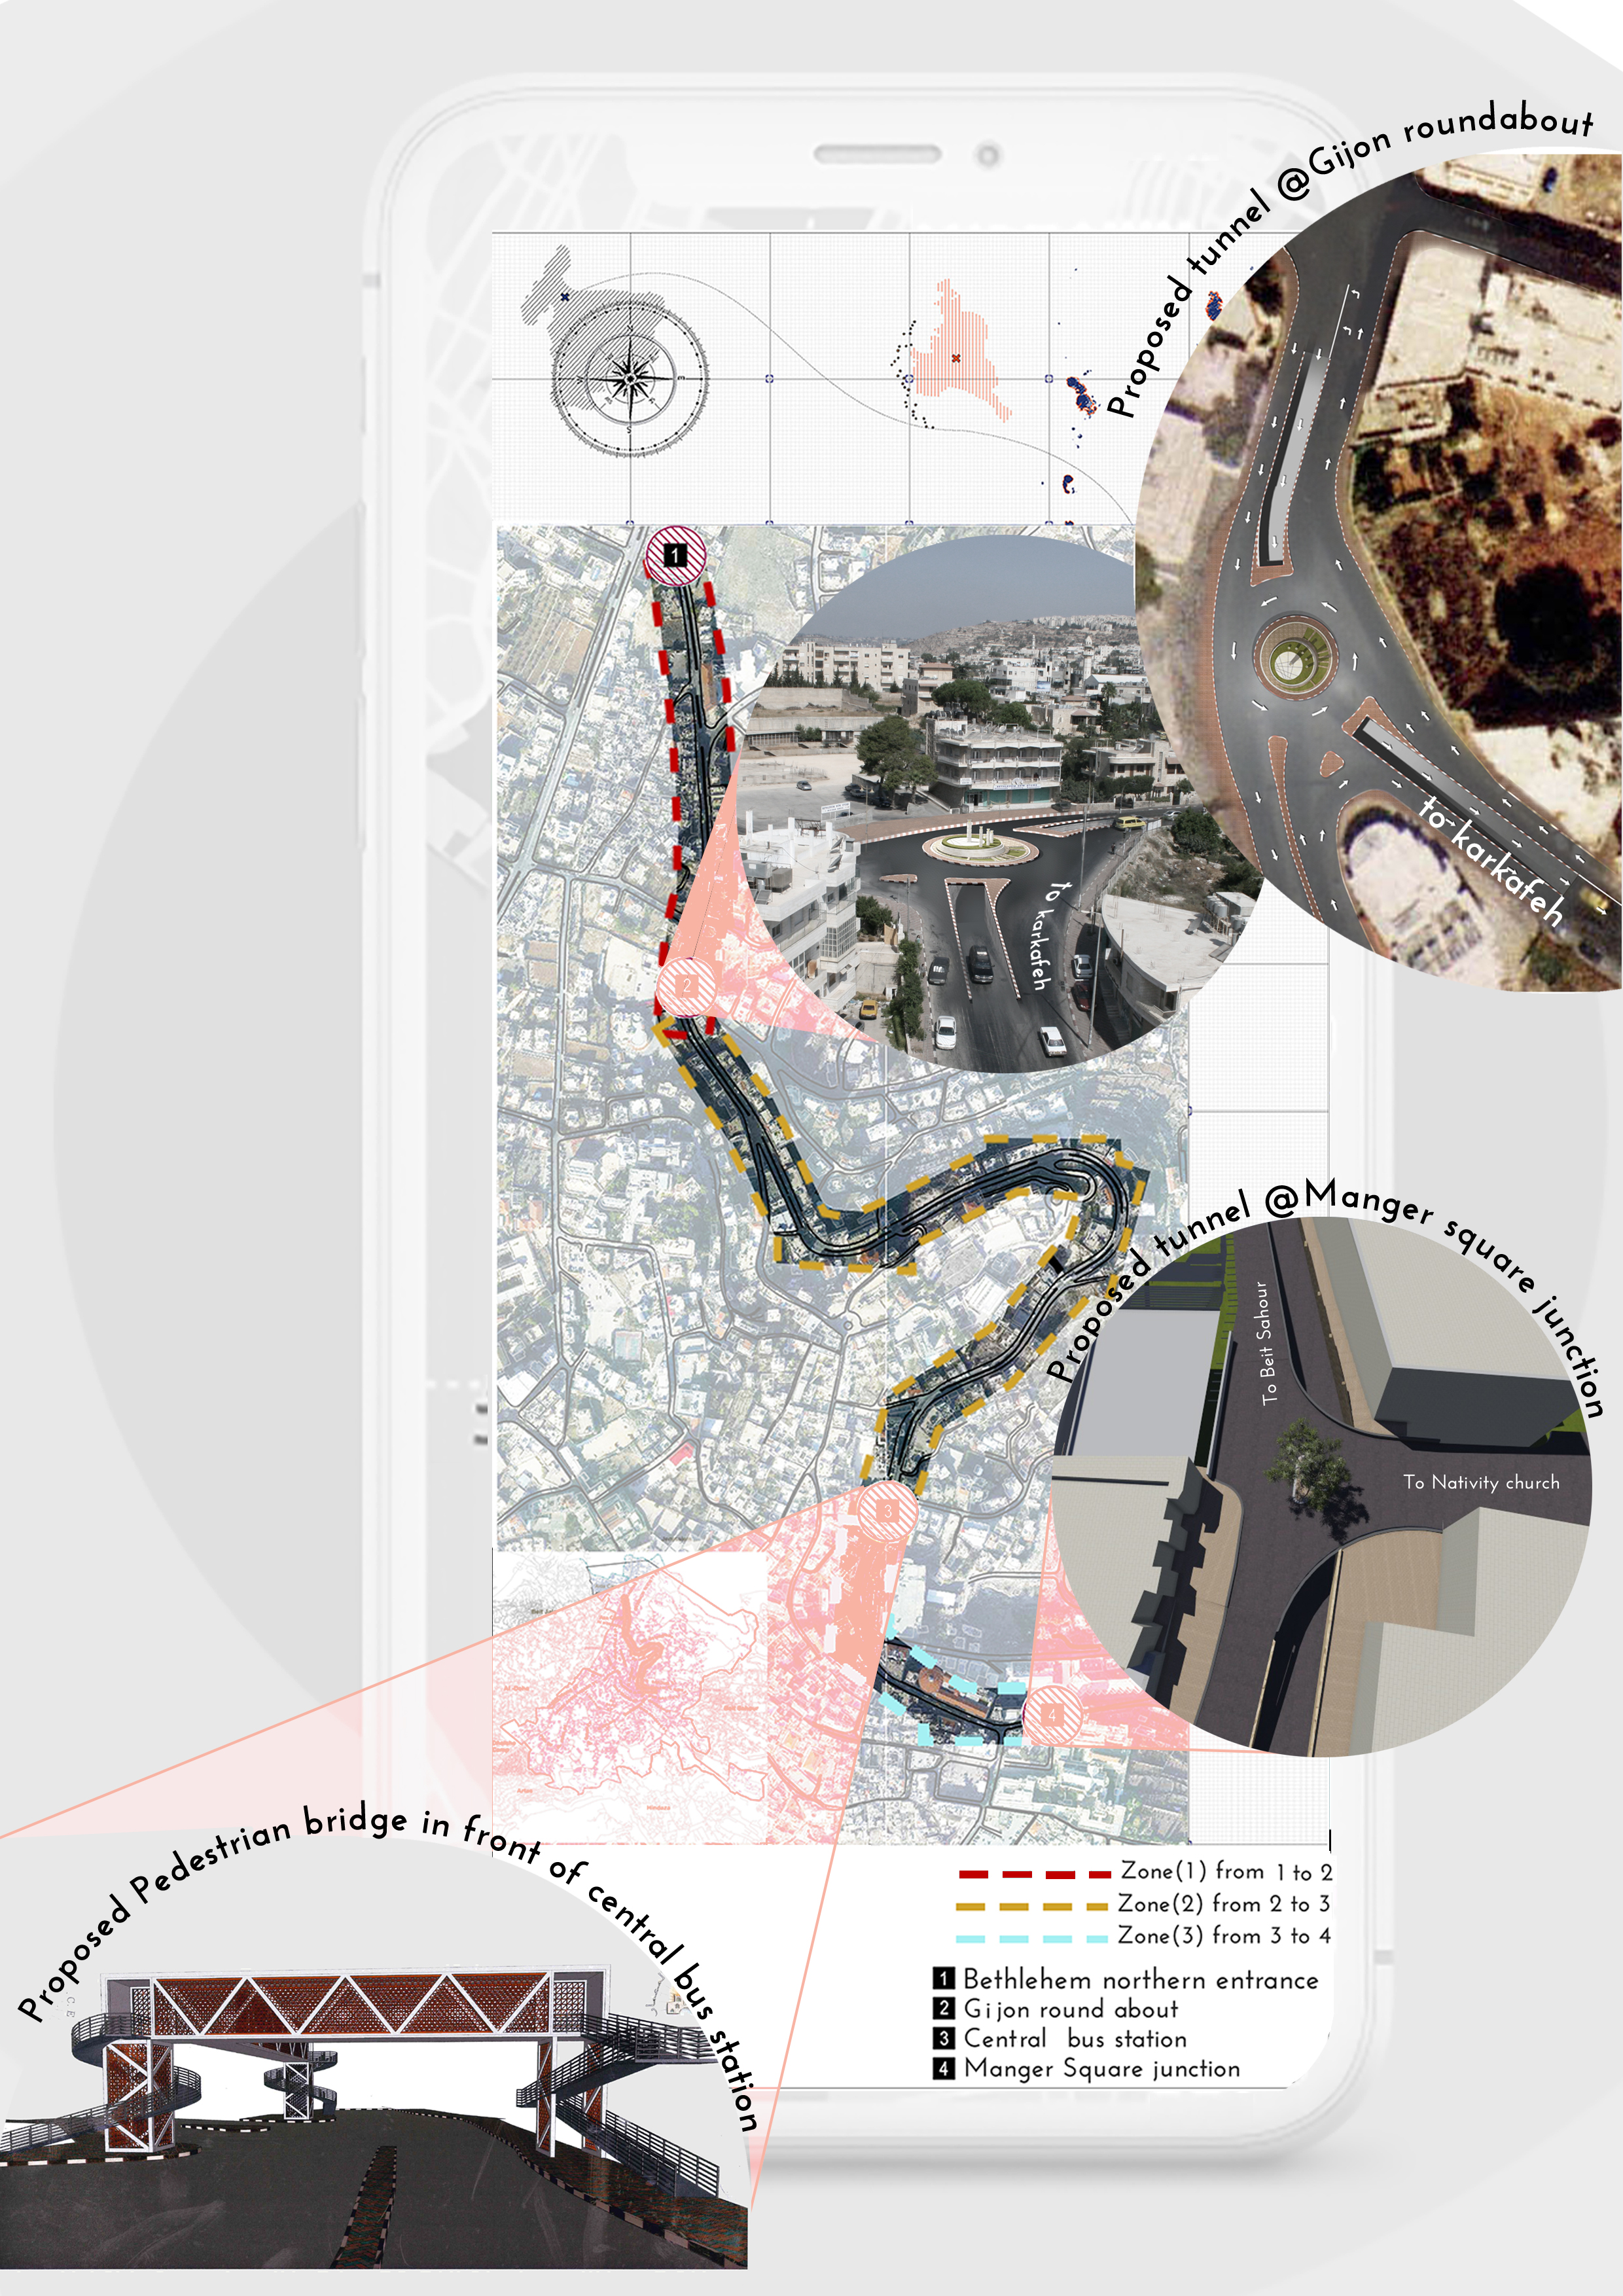 Proposed tunnel @Gijon roundabout
N
E
S
1
to karkafeh
to karkafeh
2
Proposed tunnel @Manger square junction
To Beit Sahour
To Nativity church
3
4
Proposed Pedestrian bridge in front of central bus station
Zone(1) from 1 to 2
Zone(2) from 2 to 3
Zone(3) from 3 to 4
1 Bethlehem northern entrance
2 Gijon round about
3 Central bus station
4 Manger Square junction